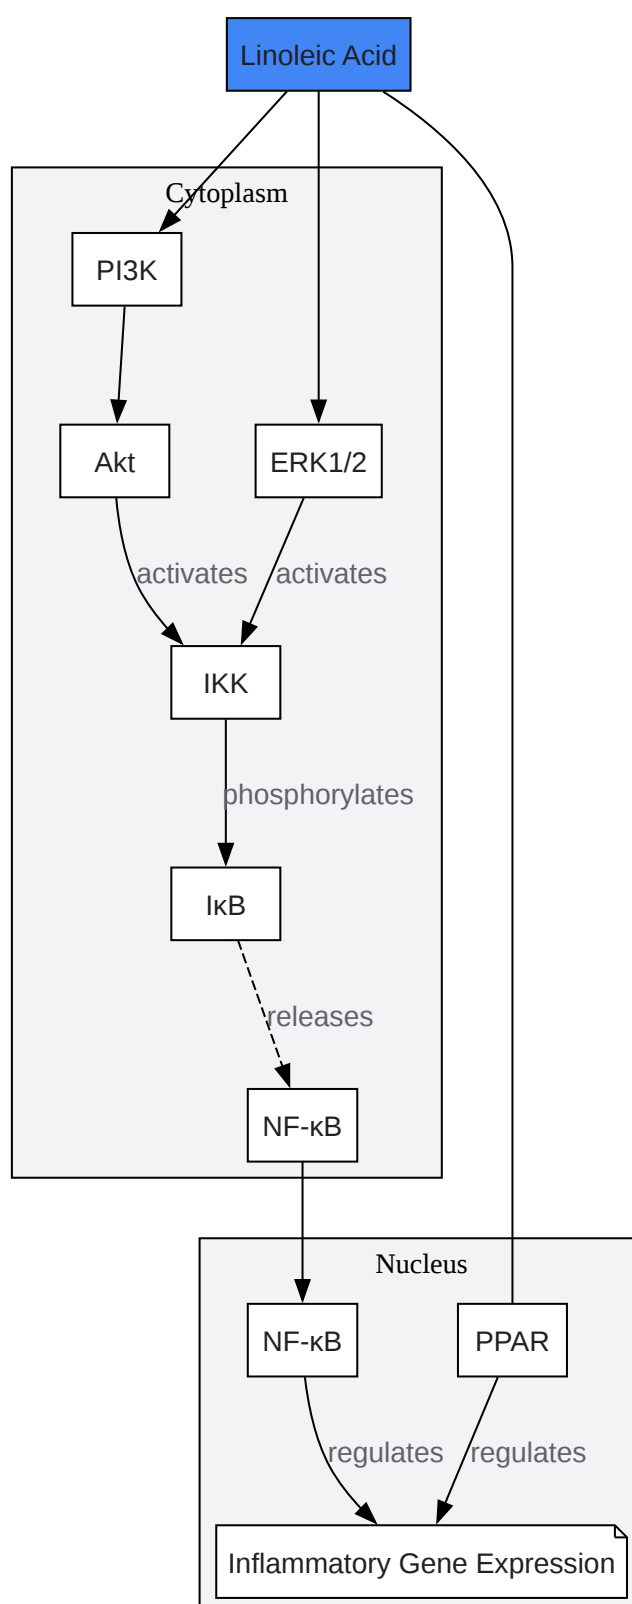 Linoleic Acid
Cytoplasm
PI3K
Akt
ERK1/2
activates
activates
IKK
phosphorylates
IκB
releases
NF-κB
Nucleus
NF-κB
PPAR
regulates
regulates
Inflammatory Gene Expression